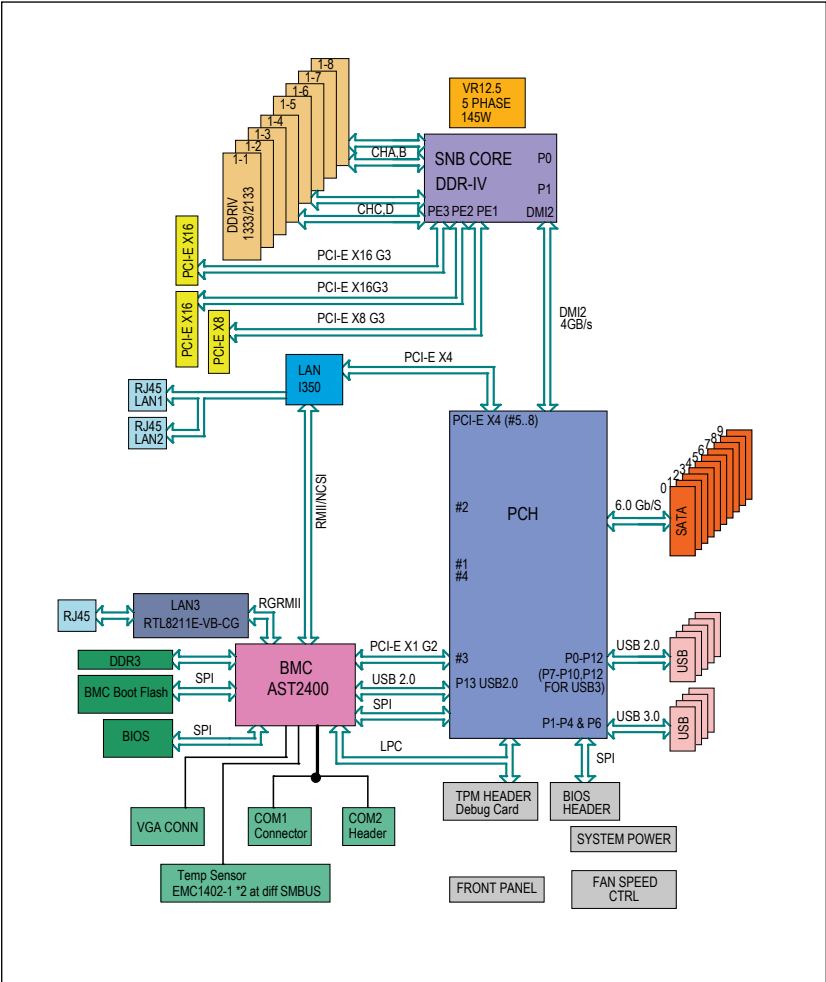 1-8
1-7
1-6
1-5
1-4
1-3
1-2
1-1
DDRIV
1333/2133
VR12.5
5 PHASE
145W
CHA,B
CHC,D
SNB CORE
DDR-IV
P0
P1
PE3 PE2 PE1
DMI2
PCI-E X16
PCI-E X16 G3
PCI-E X16
PCI-E X16G3
PCI-E X8
PCI-E X8 G3
DMI2
4GB/s
PCI-E X4
LAN
I350
RJ45
LAN1
RJ45
LAN2
RMII/NCSI
PCI-E X4 (#5..8)
#2
PCH
#1
#4
#3
P13 USB2.0
P0-P12
(P7-P10,P12
FOR USB3)
P1-P4 & P6
6.0 Gb/S
0
1
2
3
4
5
6
7
8
9
SATA
USB 2.0
USB
USB 3.0
USB
RJ45
LAN3
RTL8211E-VB-CG
RGRMII
DDR3
BMC Boot Flash
SPI
BIOS
SPI
BMC
AST2400
PCI-E X1 G2
USB 2.0
SPI
LPC
SPI
VGA CONN
COM1
Connector
COM2
Header
Temp Sensor
EMC1402-1 *2 at diff SMBUS
TPM HEADER
Debug Card
BIOS
HEADER
SYSTEM POWER
FRONT PANEL
FAN SPEED
CTRL